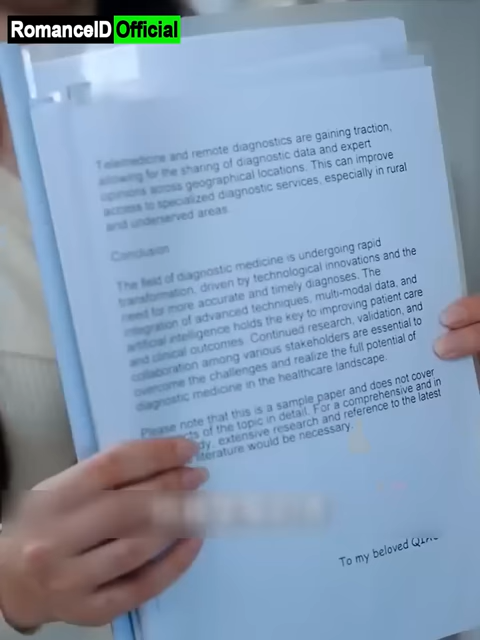 RomanceID Official
Telemedicine and remote diagnostics are gaining traction,
allowing for the sharing of diagnostic data and expert
opinions across geographical locations. This can improve
access to specialized diagnostic services, especially in rural
and underserved areas.
Conclusion
The field of diagnostic medicine is undergoing rapid
transformation, driven by technological innovations and the
need for more accurate and timely diagnoses. The
integration of advanced techniques, multi-modal data, and
artificial intelligence holds the key to improving patient care
and clinical outcomes. Continued research, validation, and
collaboration among various stakeholders are essential to
overcome the challenges and realize the full potential of
diagnostic medicine in the healthcare landscape.
Please note that this is a sample paper and does not cover
of the topic in detail. For a comprehensive and in
extensive research and reference to the latest
literature would be necessary.
To my beloved